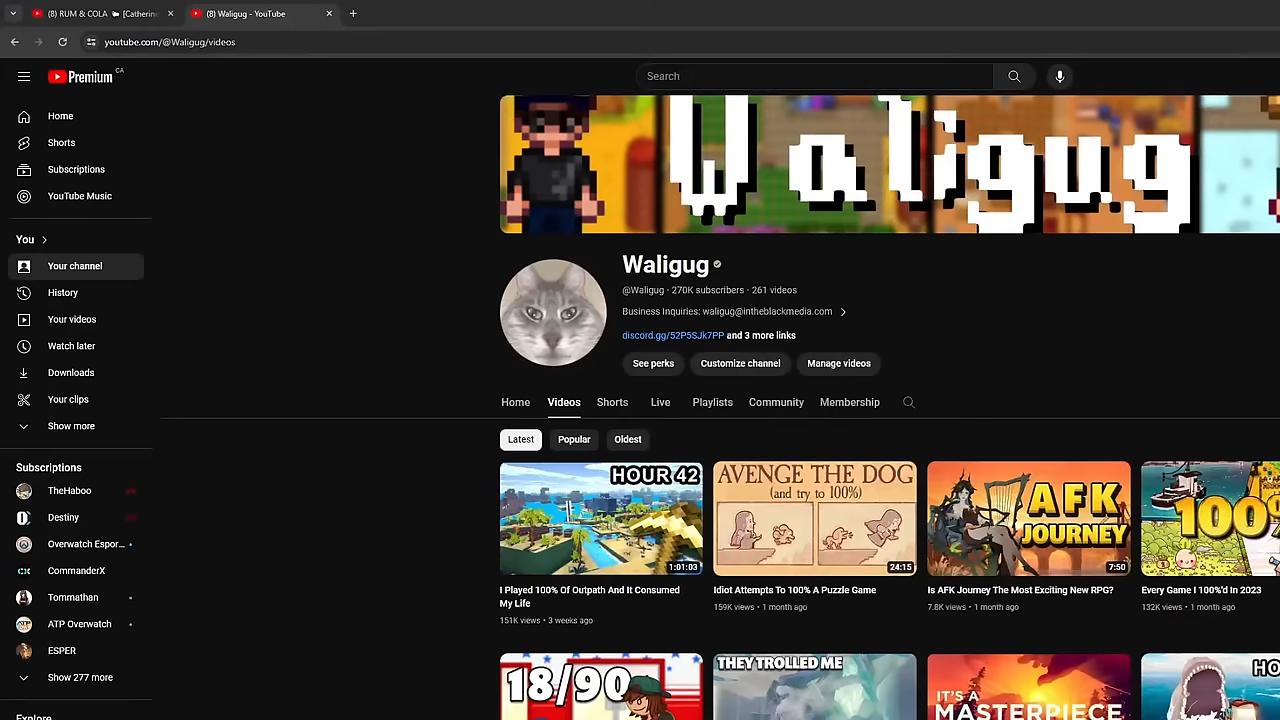 (8) RUM & COLA 🐑 [Catherin
(8) Waligug - YouTube
youtube.com/@Waligug/videos
Premium
CA
Search
Home
Shorts
Subscriptions
YouTube Music
You
Your channel
History
Your videos
Watch later
Downloads
Your clips
Show more
Subscriptions
TheHaboo
Destiny
Overwatch Espor...
CommanderX
Tommathan
ATP Overwatch
ESPER
Show 277 more
Explore
Waligug
Waligug
@Waligug · 270K subscribers · 261 videos
Business Inquiries: waligug@intheblackmedia.com
discord.gg/52P5SJk7PP and 3 more links
See perks
Customize channel
Manage videos
Home
Videos
Shorts
Live
Playlists
Community
Membership
Latest
Popular
Oldest
HOUR 42
1:01:03
I Played 100% Of Outpath And It Consumed
My Life
151K views • 3 weeks ago
AVENGE THE DOG
(and try to 100%)
24:15
Idiot Attempts To 100% A Puzzle Game
159K views • 1 month ago
AFK
JOURNEY
7:50
Is AFK Journey The Most Exciting New RPG?
7.8K views • 1 month ago
100%
Every Game I 100%'d In 2023
132K views • 1 month ago
18/90
THEY TROLLED ME
IT'S A
MASTERPIECE
HO